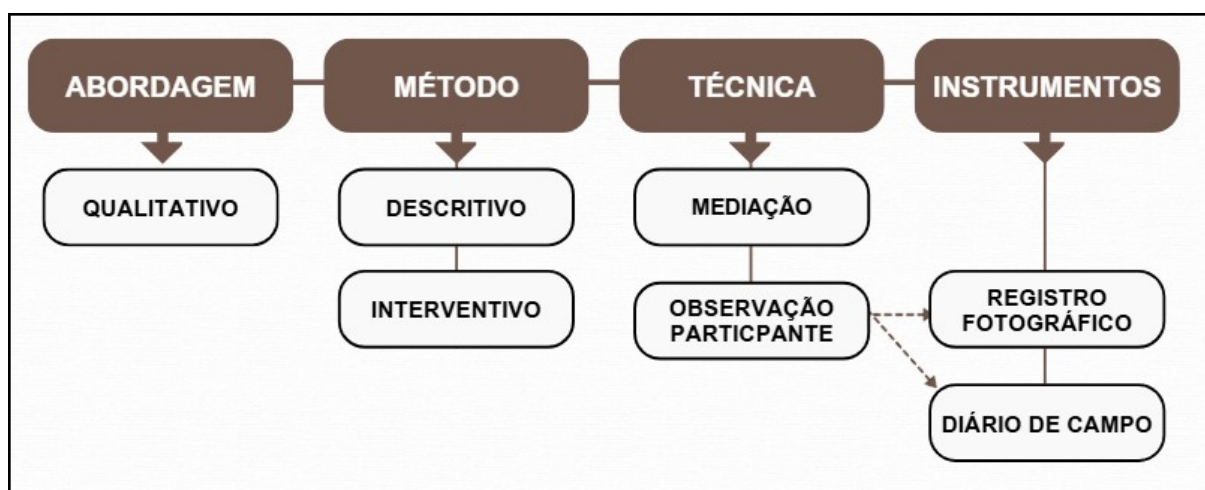 ABORDAGEM
MÉTODO
TÉCNICA
INSTRUMENTOS
QUALITATIVO
DESCRITIVO
MEDIAÇÃO
INTERVENTIVO
OBSERVAÇÃO
PARTICPANTE
REGISTRO
FOTOGRÁFICO
DIÁRIO DE CAMPO